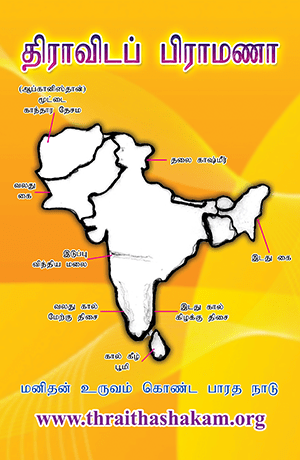 திராவிடப் பிராமணா
(ஆப்கானிஸ்தான்)
மூட்டை
காந்தார தேசம
தலை காஷ்மீர்
வலது
கை
இடுப்பு
விந்திய மலை
இடது கை
வலது கால
மேற்கு திசை
இடது கால்
கிழக்கு திசை
கால கீழ்
பூமி
மனிதன் உருவம் கொண்ட பாரத நாடு
www.thraithashakam.org